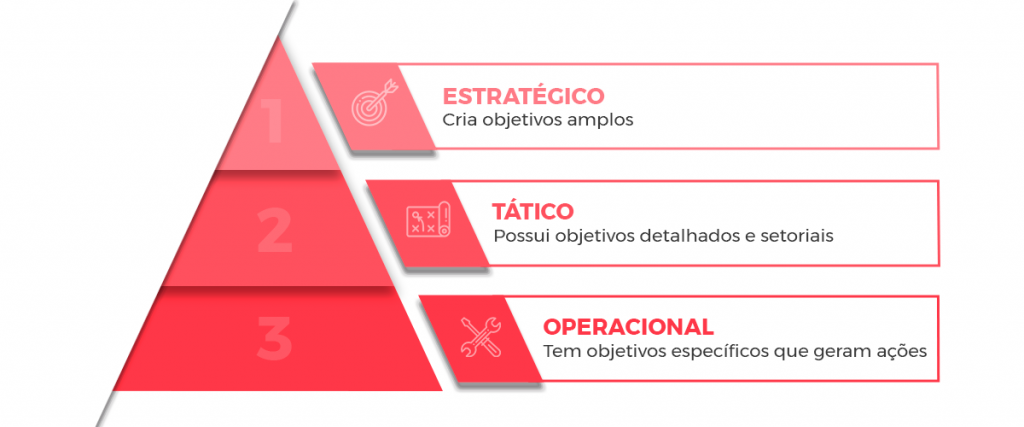 1
ESTRATÉGICO
Cria objetivos amplos
2
TÁTICO
Possui objetivos detalhados e setoriais
3
OPERACIONAL
Tem objetivos específicos que geram ações